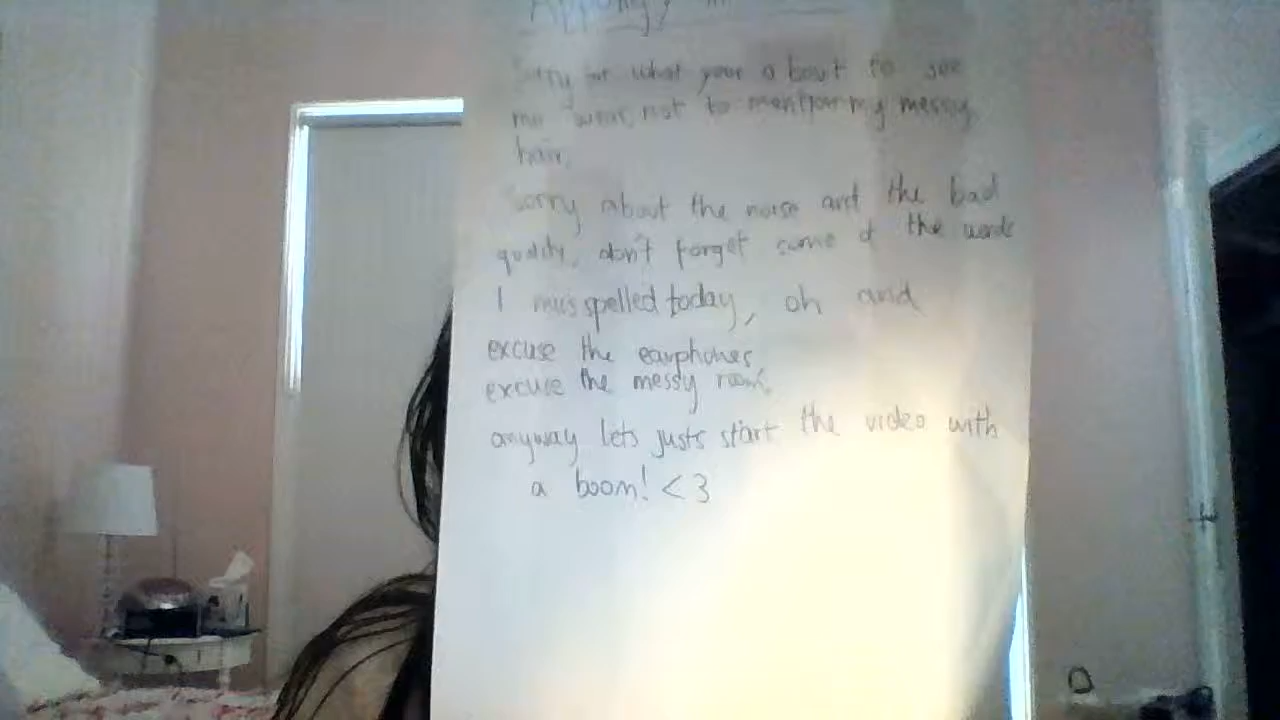 Sorry for what your about to see
me wear, not to mention my messy
hair.
Sorry about the noise and the bad
quality, don't forget some of the words
I miss spelled today, oh and
excuse the earphones.
excuse the messy room.
anyway lets justs start the video with
a boom! <3